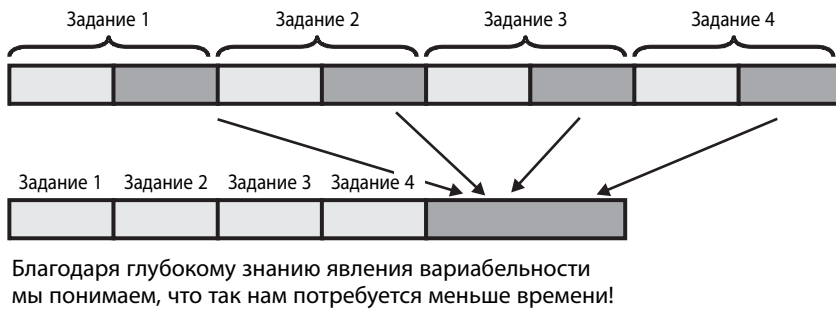 Задание 1 Задание 2 Задание 3 Задание 4
Задание 1 Задание 2 Задание 3 Задание 4
Благодаря глубокому знанию явления вариабельности
мы понимаем, что так нам потребуется меньше времени!